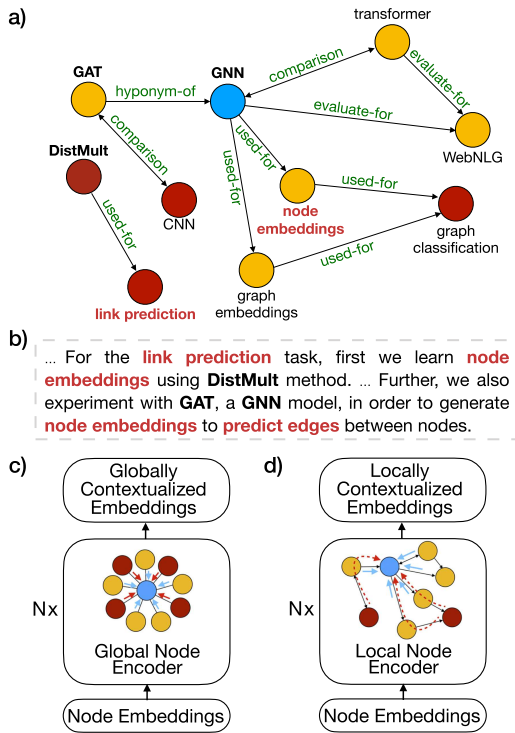 a)
transformer
GAT
GNN
comparison
hyponym-of
evaluate-for
evaluate-for
comparison
used-for
WebNLG
DistMult
used-for
used-for
CNN
node
embeddings
used-for
graph
classification
used-for
used-for
link prediction
graph
embeddings
b)
... For the link prediction task, first we learn node
embeddings using DistMult method. ... Further, we also
experiment with GAT, a GNN model, in order to generate
node embeddings to predict edges between nodes.
c)
Globally
Contextualized
Embeddings
Nx
Global Node
Encoder
Node Embeddings
d)
Locally
Contextualized
Embeddings
Nx
Local Node
Encoder
Node Embeddings